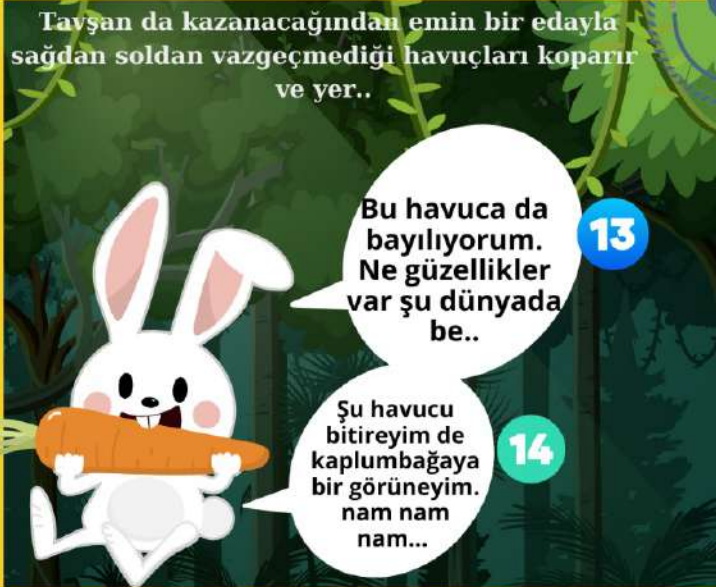 Tavşan da kazanacağından emin bir edayla
sağdan soldan vazgeçmediği havuçları koparır
ve yer..
Bu havuca da
bayılıyorum.
Ne güzellikler
var şu dünyada
be..
13
Şu havucu
bitireyim de
kaplumbağaya
bir görüneyim.
nam nam
nam...
14